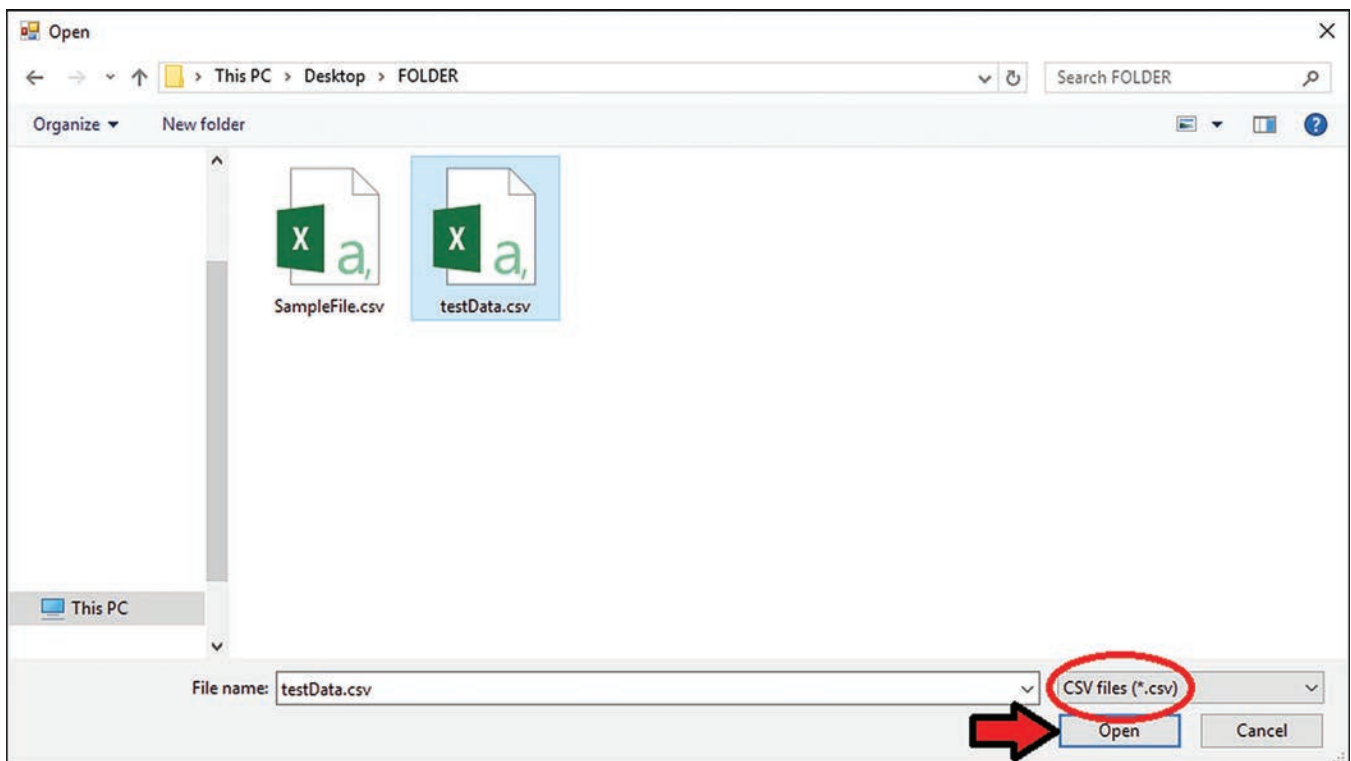 Open
This PC > Desktop > FOLDER
Search FOLDER
Organize
New folder
?
X a,
X a,
SampleFile.csv
testData.csv
This PC
File name: testData.csv
CSV files (*.csv)
Open
Cancel